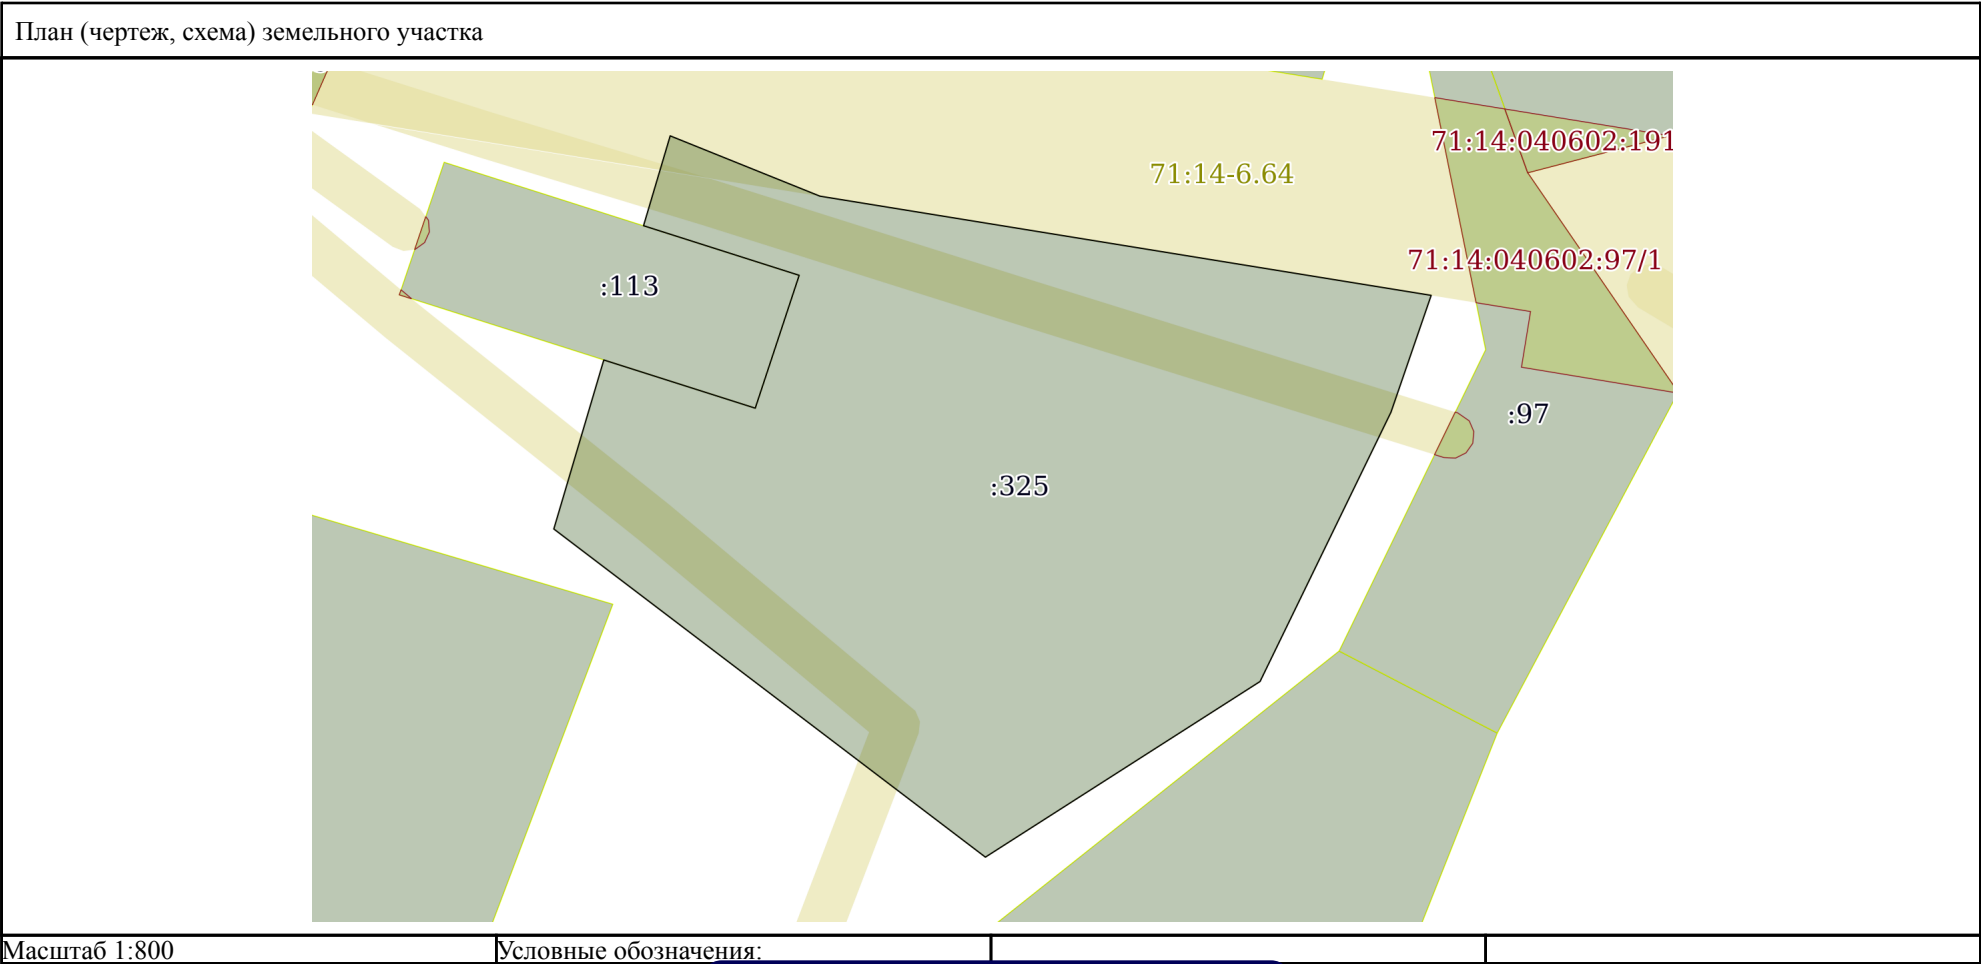 План (чертеж, схема) земельного участка
71:14:040602:191
71:14-6.64
71:14:040602:97/1
:113
:97
:325
Масштаб 1:800
Условные обозначения: